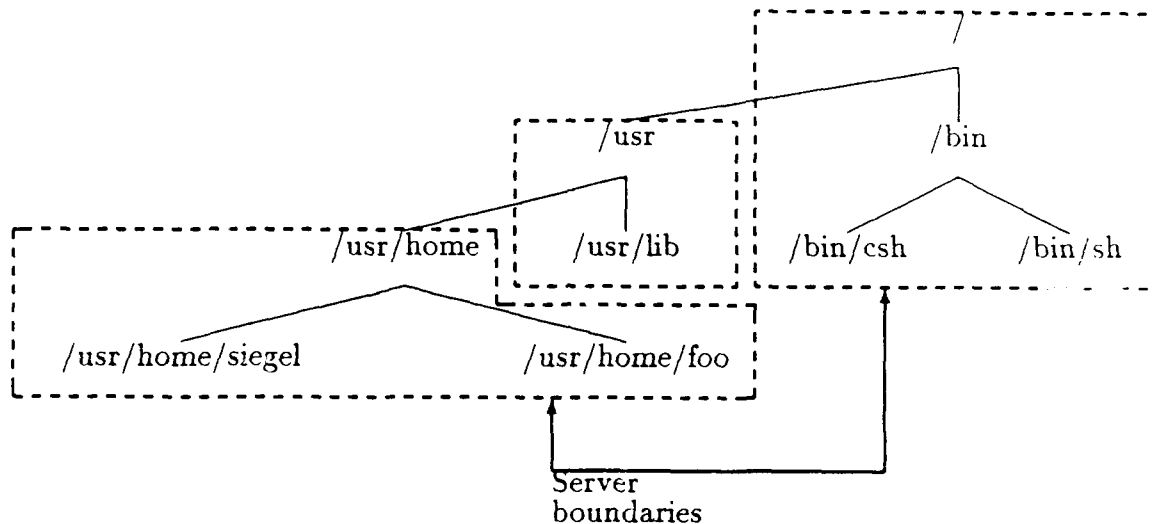 /
/usr
/bin
/usr/home
/usr/lib
/bin/csh
/bin/sh
/usr/home/siegel
/usr/home/foo
Server
boundaries